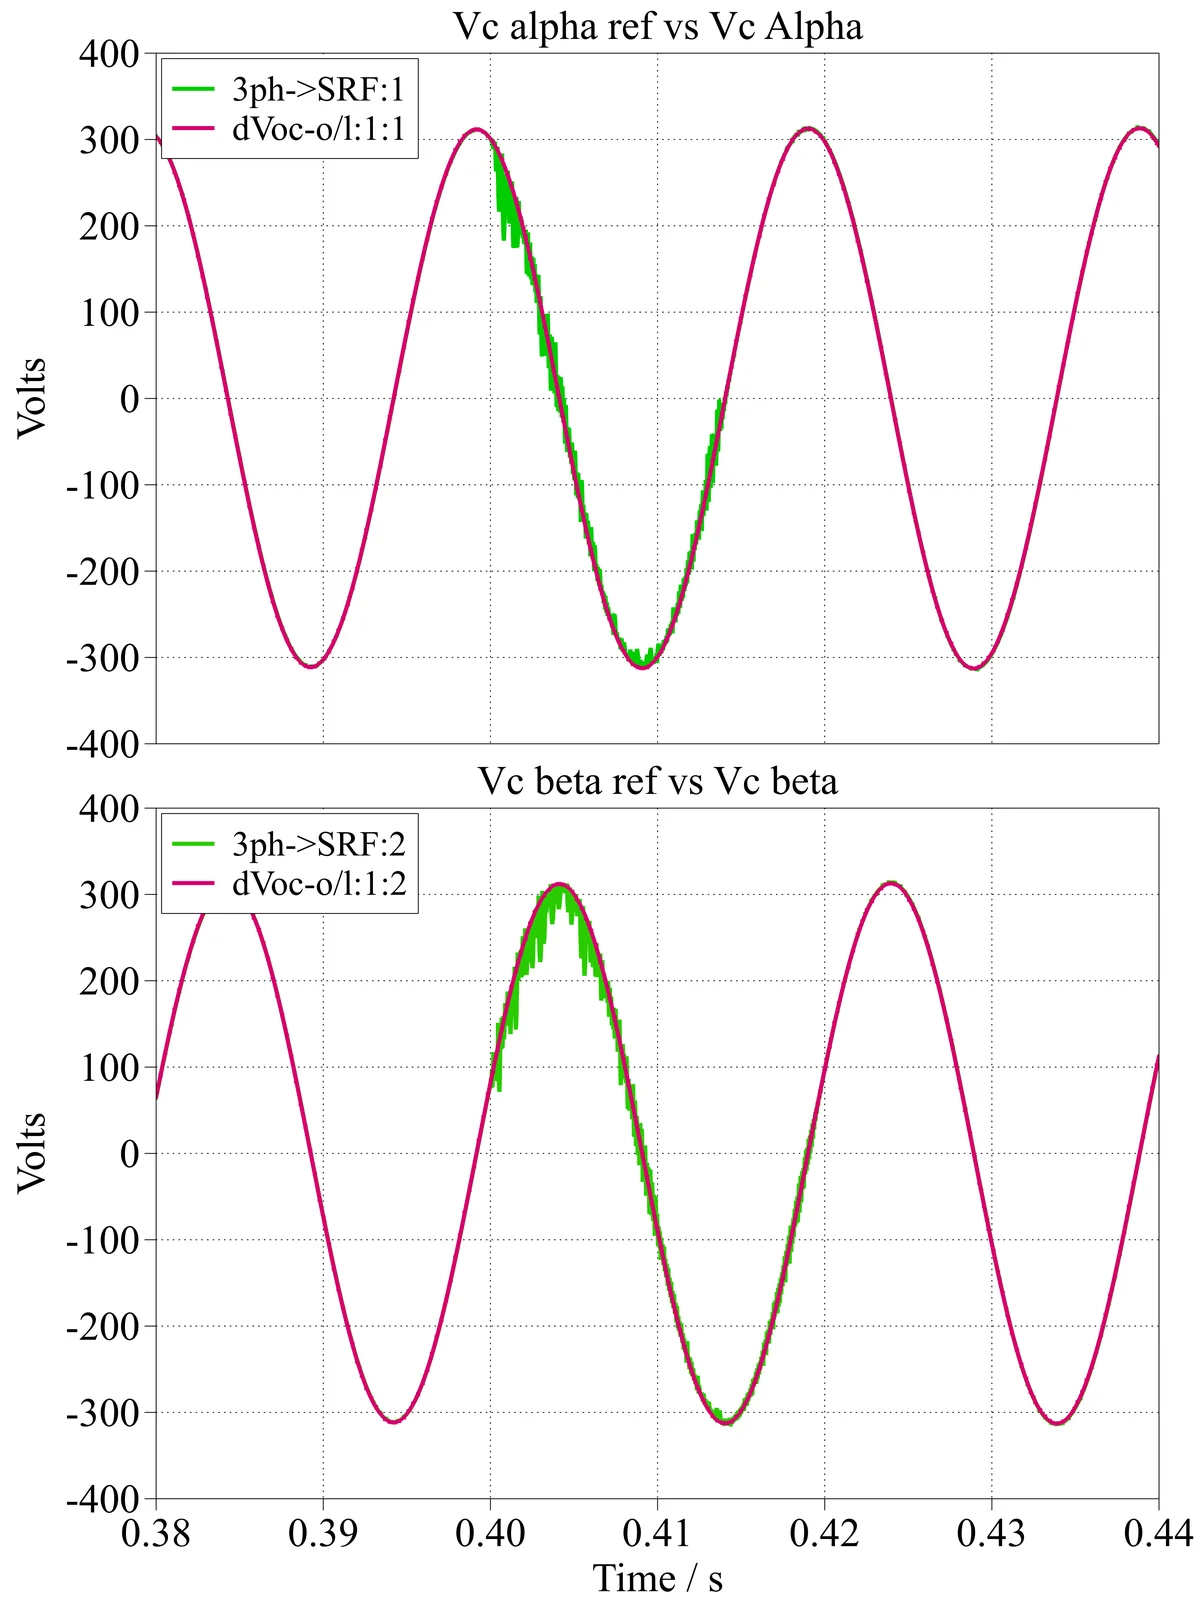 Vc alpha ref vs Vc Alpha
400
3ph->SRF:1
dVoc-o/l:1:1
300
200
100
Volts
0
-100
-200
-300
-400
Vc beta ref vs Vc beta
400
3ph->SRF:2
dVoc-o/l:1:2
300
200
100
Volts
0
-100
-200
-300
-400
0.38 0.39 0.40 0.41 0.42 0.43 0.44
Time / s